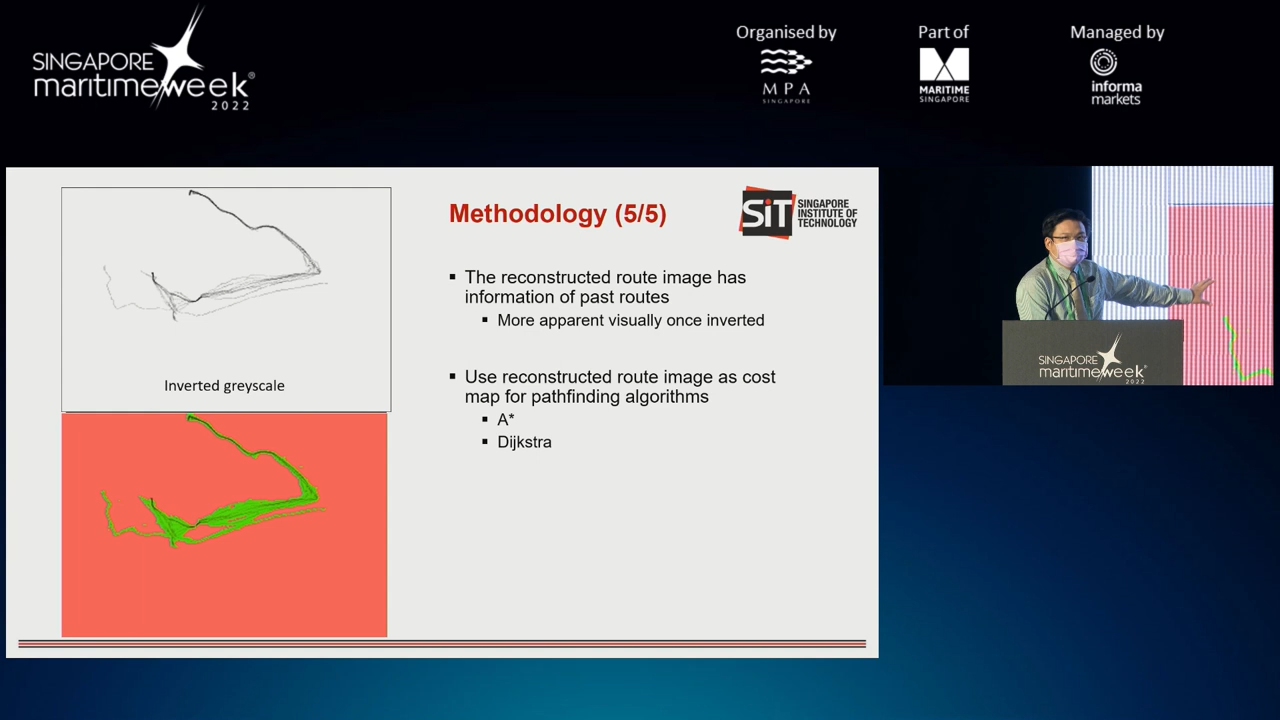 SINGAPORE
maritimeweek®
2022
Organised by
MPA
SINGAPORE
Part of
MARITIME
SINGAPORE
Managed by
informa
markets
Inverted greyscale
Methodology (5/5)
SiT SINGAPORE
INSTITUTE OF
TECHNOLOGY
▪ The reconstructed route image has
information of past routes
▪ More apparent visually once inverted
▪ Use reconstructed route image as cost
map for pathfinding algorithms
▪ A*
▪ Dijkstra
SINGAPORE
maritimeweek®
2022